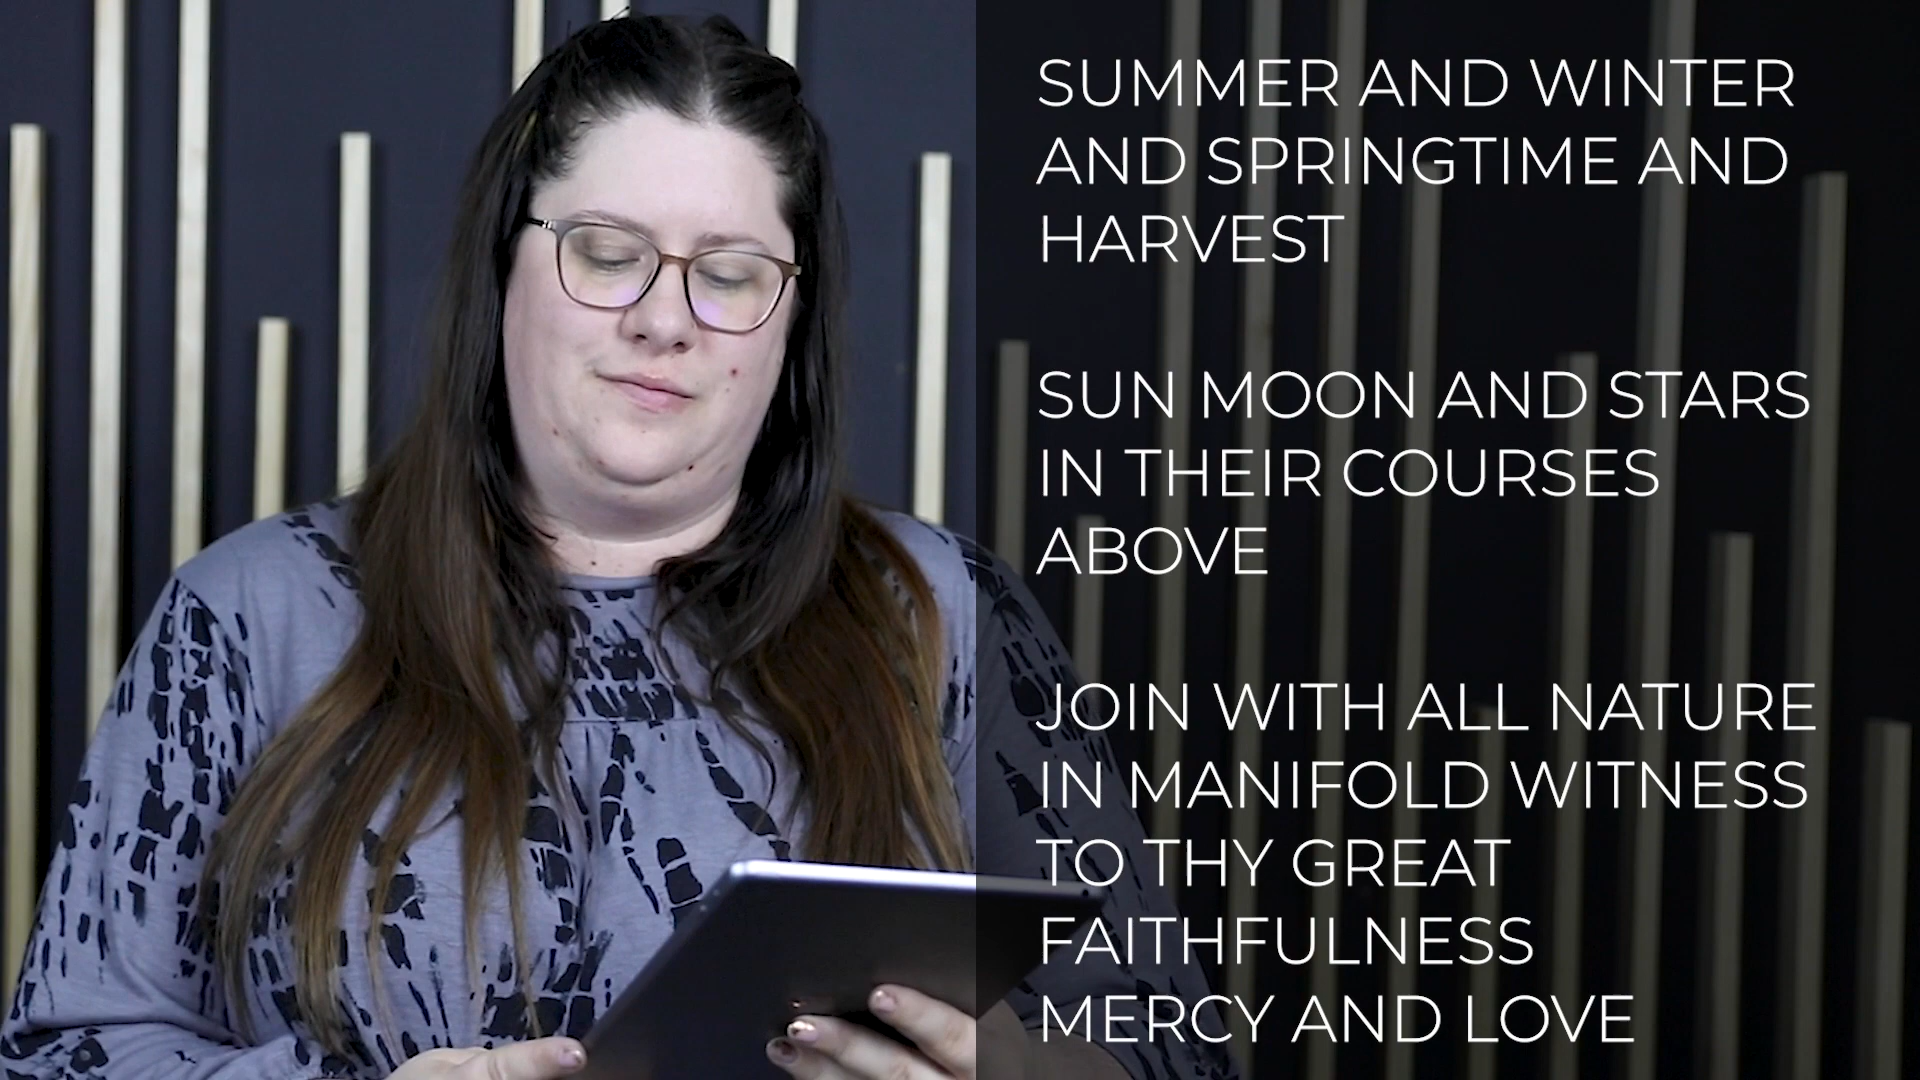 SUMMER AND WINTER
AND SPRINGTIME AND
HARVEST
SUN MOON AND STARS
IN THEIR COURSES
ABOVE
JOIN WITH ALL NATURE
IN MANIFOLD WITNESS
TO THY GREAT
FAITHFULNESS
MERCY AND LOVE